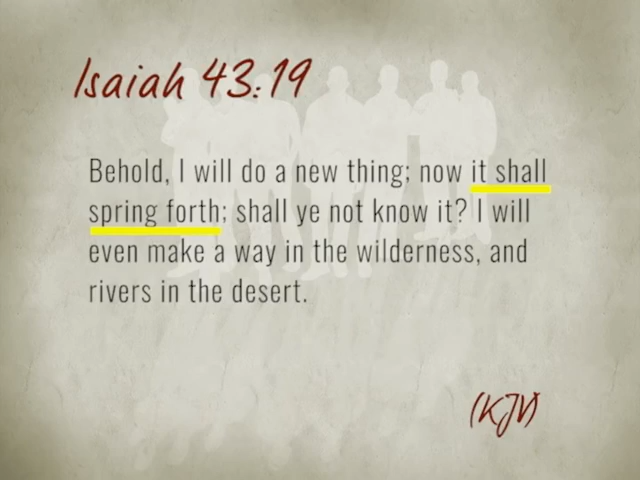 Isaiah 43:19
Behold, I will do a new thing; now it shall
spring forth; shall ye not know it? I will
even make a way in the wilderness, and
rivers in the desert.
(KJV)